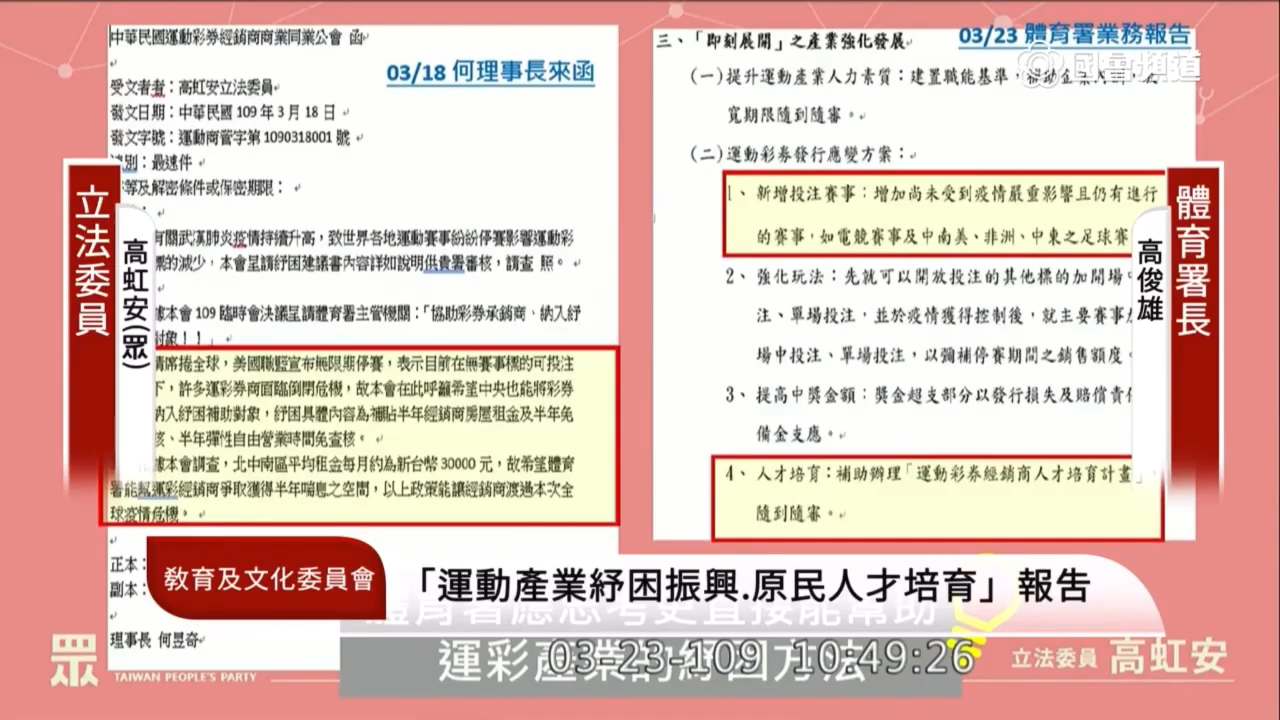 中華民國運動彩券經銷商商業同業公會 函
03/18 何理事長來函
受文者耆:高虹安立法委員
發文日期:中華民國 109 年 3 月 18 日
發文字號:運動商管字第 1090318001 號
別:最速件
等及解密條件或保密期限:
有關武漢肺炎疫情持續升高,致世界各地運動賽事紛紛停賽影響運動彩
標的減少,本會呈請紓困建議書內容詳如說明供貴署審核,請查 照。
本會 109 臨時會決議呈請體育署主管機關:「協助彩券承銷商、納入紓
對象!!」
情席捲全球,美國職籃宣布無限期停賽,表示目前在無賽事標的可投注
下,許多運彩券商面臨倒閉危機,故本會在此呼籲希望中央也能將彩券
納入紓困補助對象,紓困具體內容為補貼半年經銷商房屋租金及半年免
核、半年彈性自由營業時間免查核。
本會調查,北中南區平均租金每月約為新台幣 30000 元,故希望體育
署能幫運彩經銷商爭取獲得半年喘息之空間,以上政策能讓經銷商渡過本次全
球疫情危機。
正本:
副本:
理事長 何昱奇
03/23 體育署業務報告
國會頻道
三、「即刻展開」之產業強化發展
(一)提升運動產業人力素質:建置職能基準,
寬期限隨到隨審。
(二)運動彩券發行應變方案:
1、新增投注賽事:增加尚未受到疫情嚴重影響且仍有進行
的賽事,如電競賽事及中南美、非洲、中東之足球賽
2、強化玩法:先就可以開放投注的其他標的加開場
注、單場投注,並於疫情獲得控制後,就主要賽事
場中投注、單場投注,以彌補停賽期間之銷售額度。
3、提高中獎金額:獎金超支部分以發行損失及賠償責
備金支應。
4、人才培育:補助辦理「運動彩券經銷商人才培育計畫」
隨到隨審。
立法委員
高虹安(眾)
體育署長
高俊雄
教育及文化委員會
「運動產業紓困振興.原民人才培育」報告
體育署應思考更直接能幫助
運彩產業的紓困方法
03-23-109 10:49:26
眾
TAIWAN PEOPLE'S PARTY
立法委員 高虹安